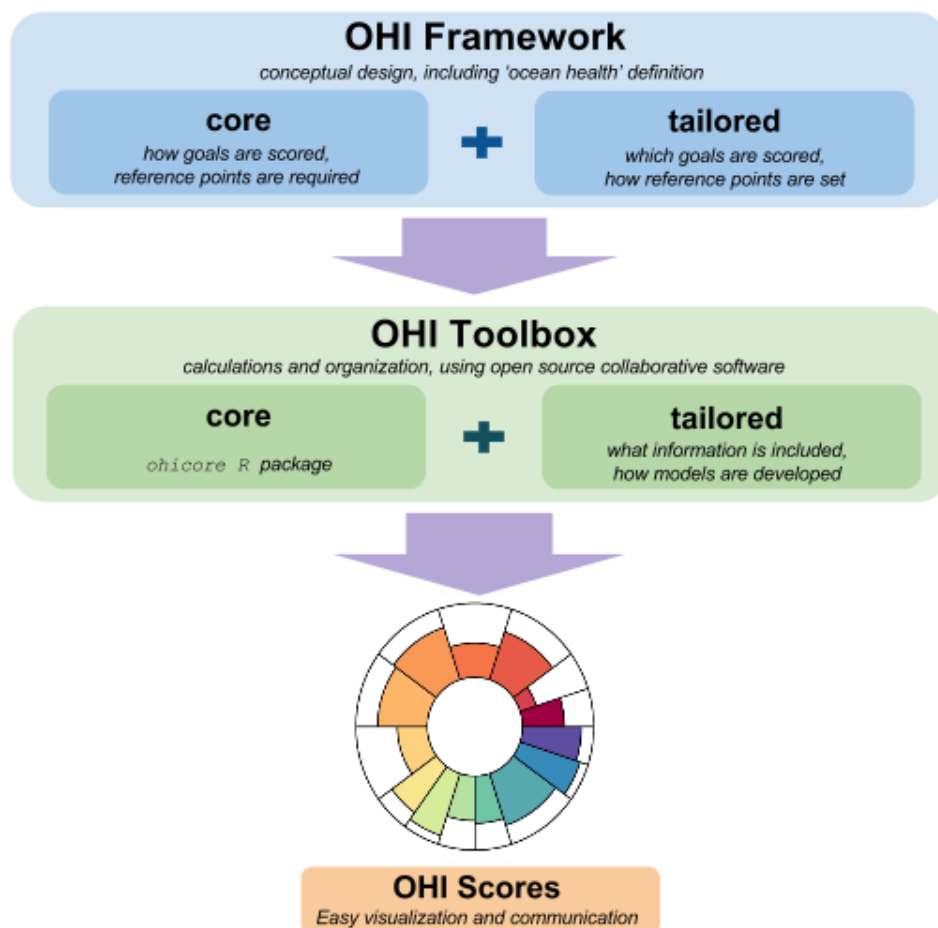 OHI Framework
conceptual design, including ‘ocean health’ definition
core
how goals are scored,
reference points are required
tailored
which goals are scored,
how reference points are set
OHI Toolbox
calculations and organization, using open source collaborative software
core
ohicore R package
tailored
what information is included,
how models are developed
OHI Scores
Easy visualization and communication